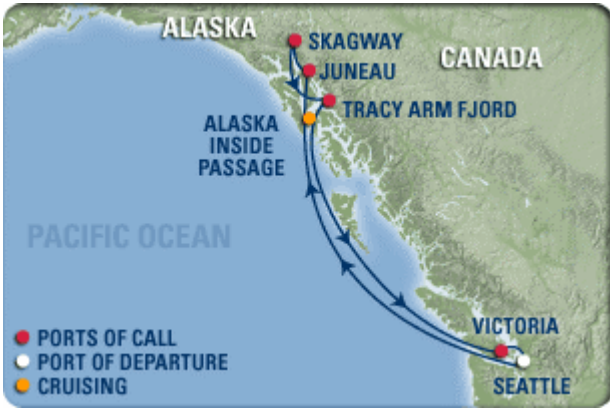 ALASKA
SKAGWAY
CANADA
JUNEAU
TRACY ARM FJORD
ALASKA
INSIDE
PASSAGE
PACIFIC OCEAN
VICTORIA
PORTS OF CALL
PORT OF DEPARTURE
CRUISING
SEATTLE